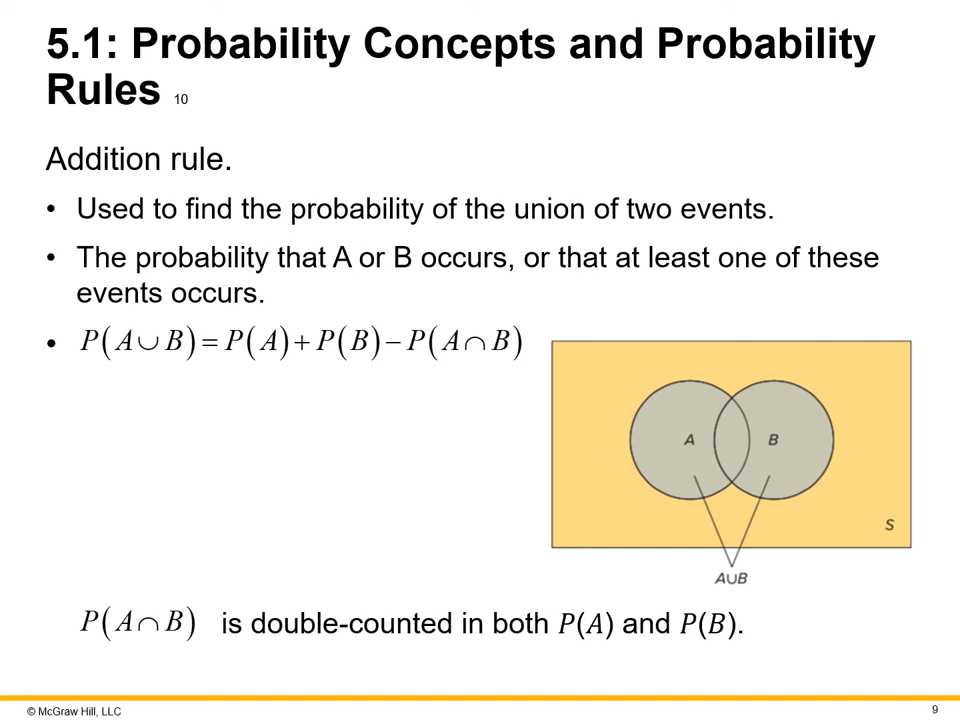 5.1: Probability Concepts and Probability
Rules 10
Addition rule.
• Used to find the probability of the union of two events.
• The probability that A or B occurs, or that at least one of these
events occurs.
• P(A∪B)=P(A)+P(B)−P(A∩B)
A B
S
A∪B
P(A∩B) is double-counted in both P(A) and P(B).
© McGraw Hill, LLC
9